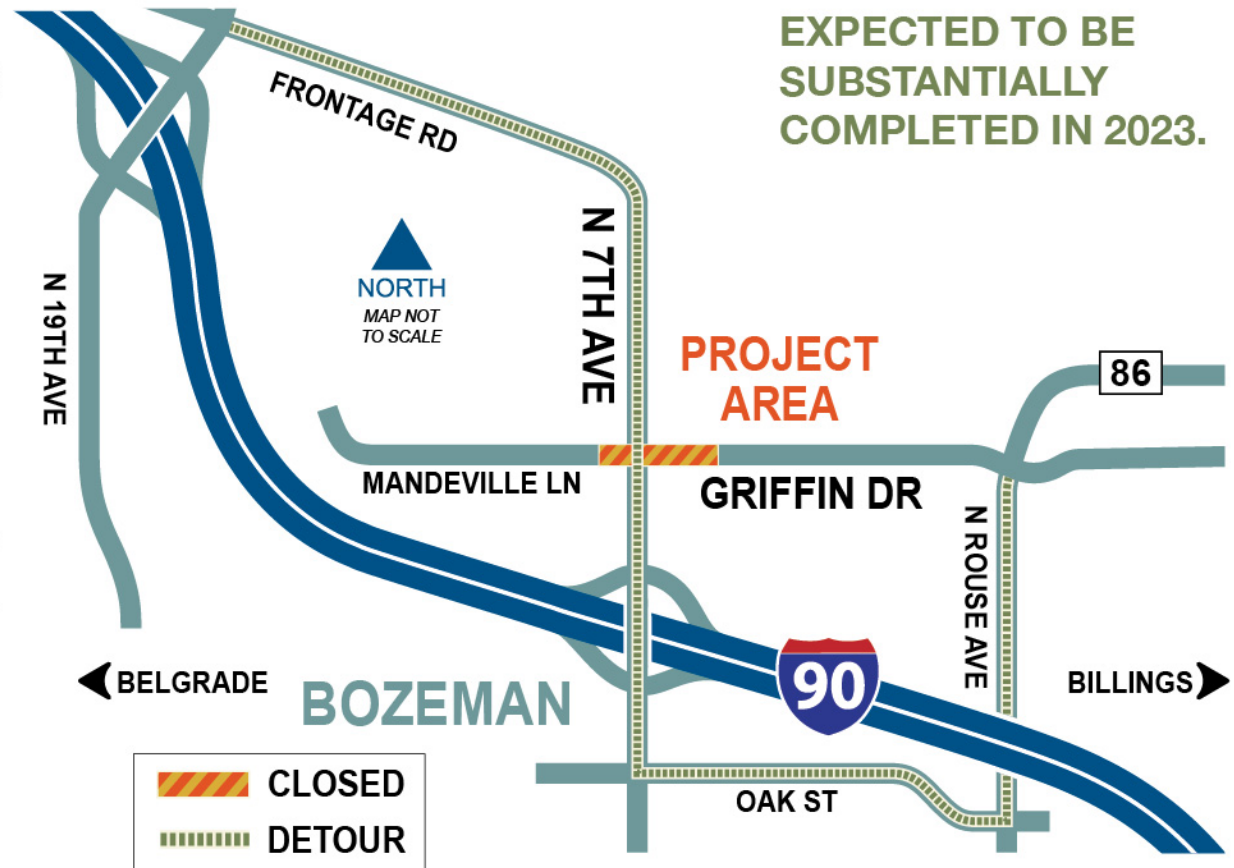 EXPECTED TO BE
SUBSTANTIALLY
COMPLETED IN 2023.
FRONTAGE RD
N 7TH AVE
N 19TH AVE
NORTH
MAP NOT
TO SCALE
PROJECT
AREA
86
MANDEVILLE LN
GRIFFIN DR
N ROUSE AVE
BELGRADE
BOZEMAN
90
BILLINGS
OAK ST
CLOSED
DETOUR